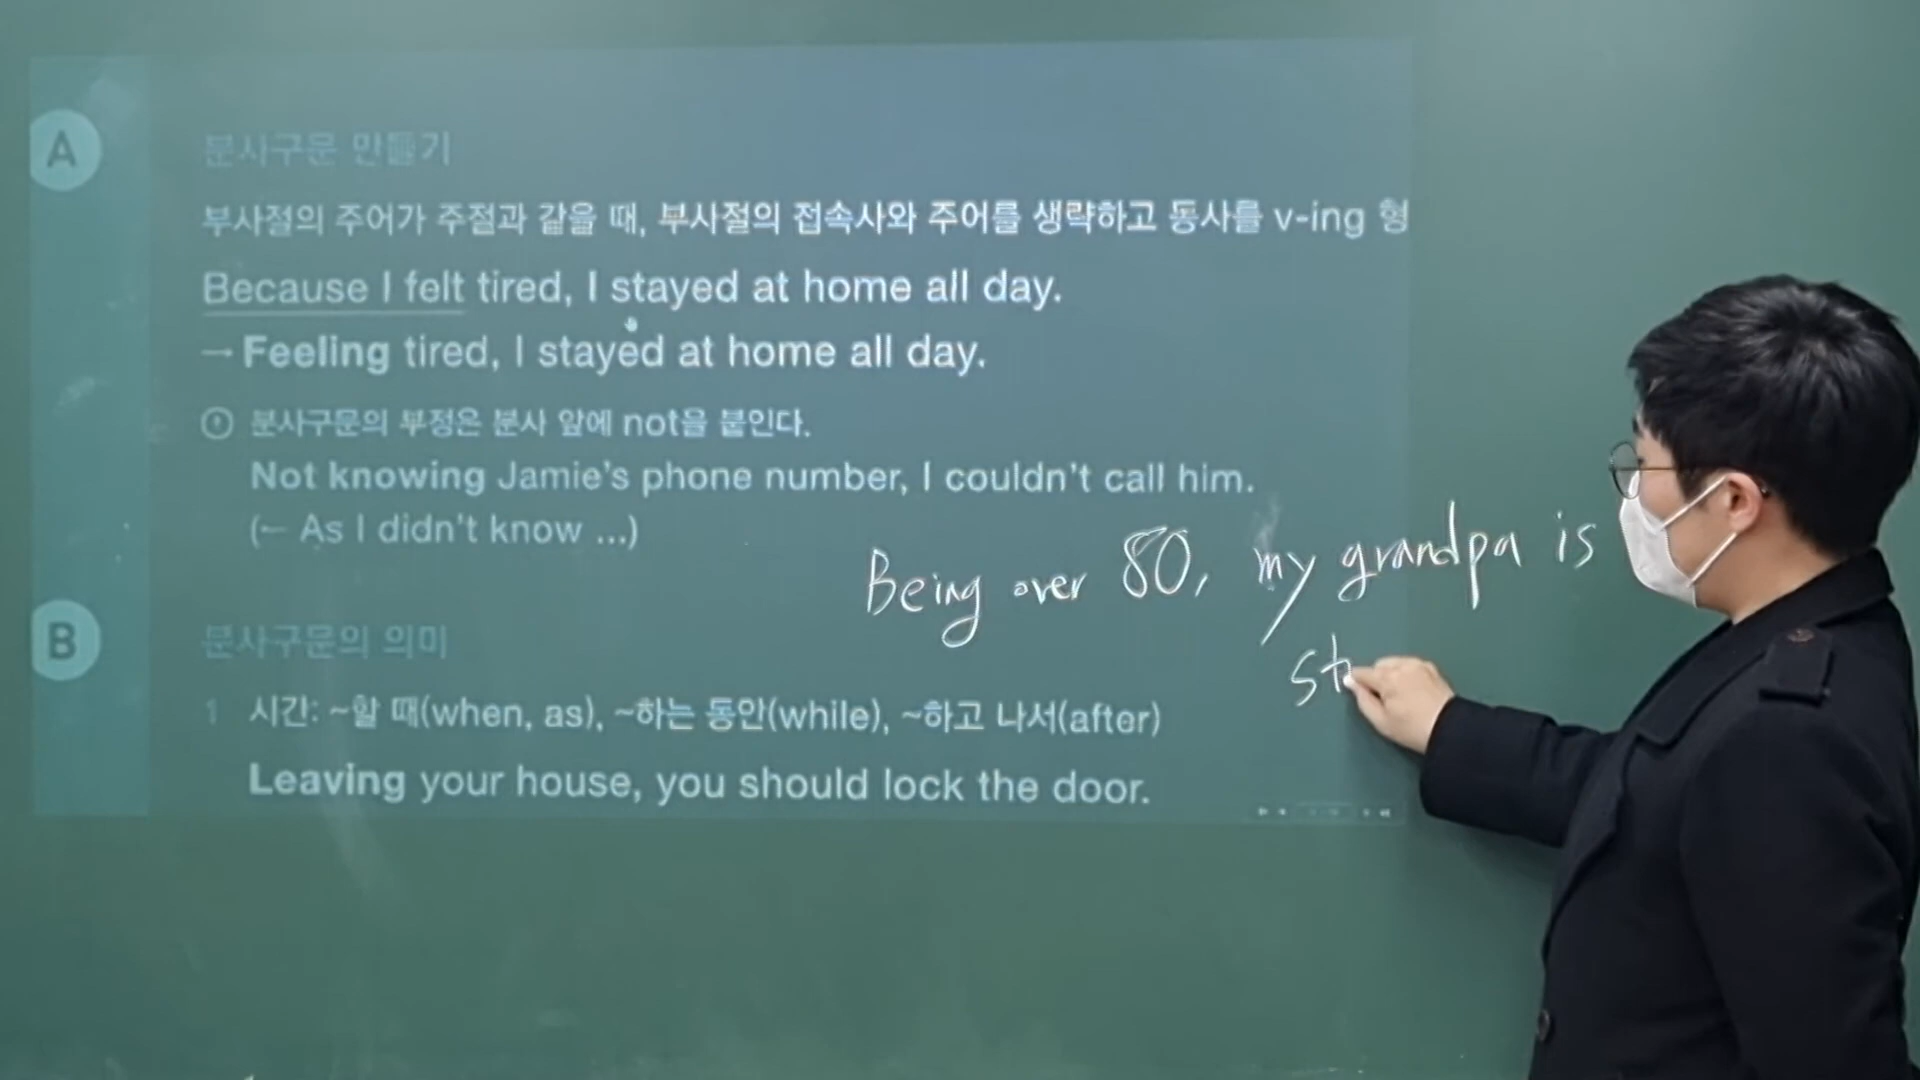 A 분사구문 만들기
부사절의 주어가 주절과 같을 때, 부사절의 접속사와 주어를 생략하고 동사를 v-ing 형
Because I felt tired, I stayed at home all day.
→ Feeling tired, I stayed at home all day.
분사구문의 부정은 분사 앞에 not을 붙인다.
Not knowing Jamie's phone number, I couldn't call him.
(← As I didn't know ...)
Being over 80, my grandpa is
st
B 분사구문의 의미
1 시간: ~할 때(when, as), ~하는 동안(while), ~하고 나서(after)
Leaving your house, you should lock the door.